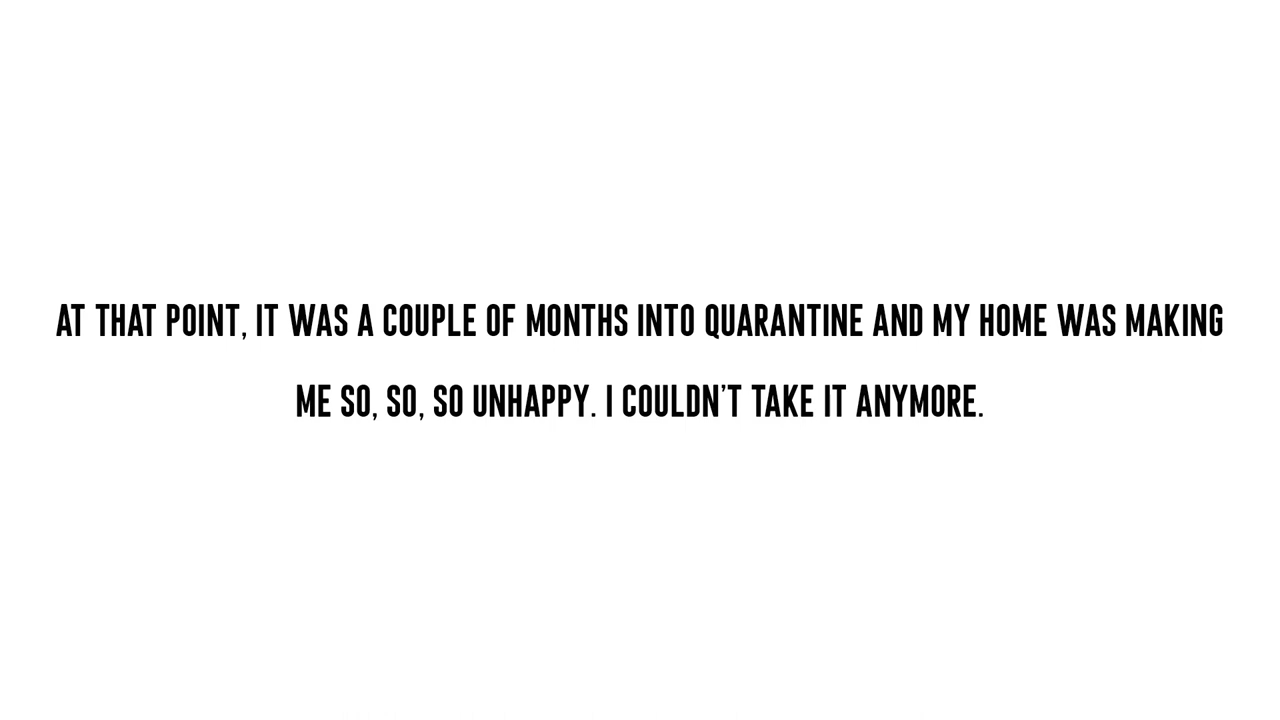 AT THAT POINT, IT WAS A COUPLE OF MONTHS INTO QUARANTINE AND MY HOME WAS MAKING
ME SO, SO, SO UNHAPPY. I COULDN’T TAKE IT ANYMORE.